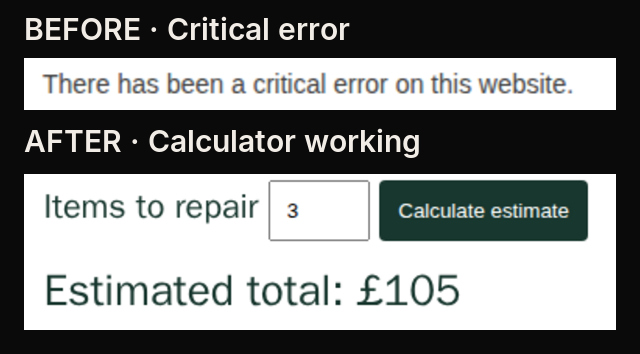 BEFORE · Critical error
There has been a critical error on this website.
AFTER · Calculator working
Items to repair 3 Calculate estimate
Estimated total: £105